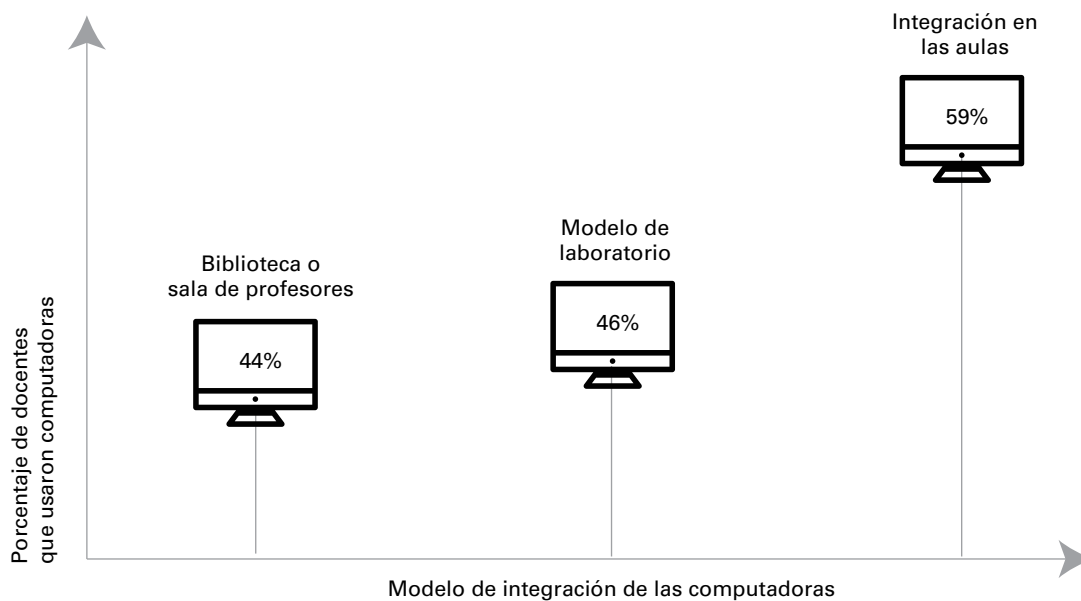 Integración en
las aulas
59%
Modelo de
laboratorio
46%
Biblioteca o
sala de profesores
44%
Porcentaje de docentes
que usaron computadoras
Modelo de integración de las computadoras